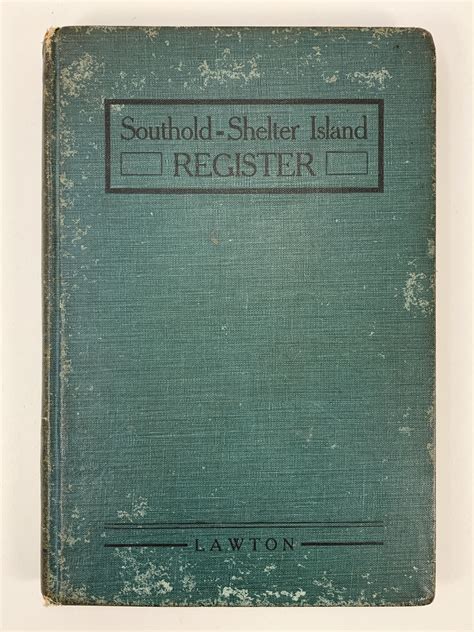 Southold - Shelter Island
REGISTER
LAWTON